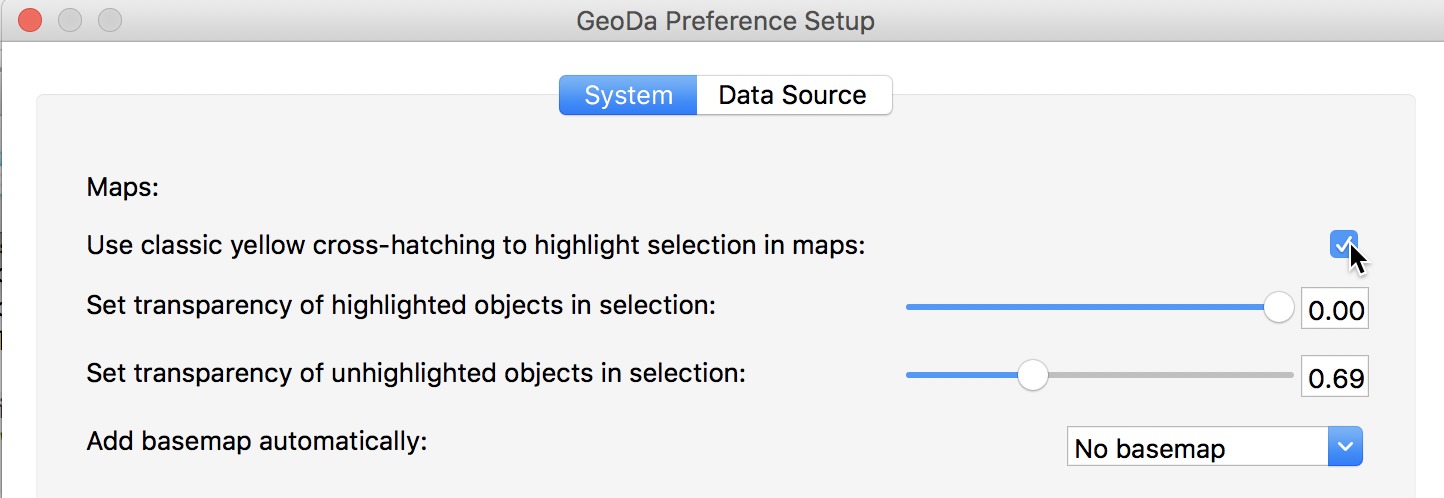 GeoDa Preference Setup
System Data Source
Maps:
Use classic yellow cross-hatching to highlight selection in maps:
Set transparency of highlighted objects in selection: 0.00
Set transparency of unhighlighted objects in selection: 0.69
Add basemap automatically: No basemap